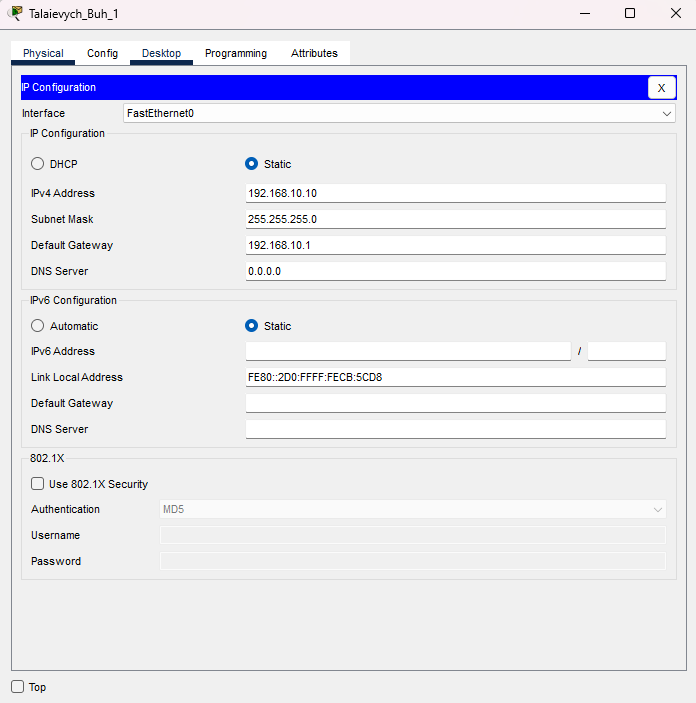 Talaievych_Buh_1
Physical Config Desktop Programming Attributes
IP Configuration X
Interface FastEthernet0
IP Configuration
DHCP Static
IPv4 Address 192.168.10.10
Subnet Mask 255.255.255.0
Default Gateway 192.168.10.1
DNS Server 0.0.0.0
IPv6 Configuration
Automatic Static
IPv6 Address /
Link Local Address FE80::2D0:FFFF:FECB:5CD8
Default Gateway
DNS Server
802.1X
Use 802.1X Security
Authentication MD5
Username
Password
Top